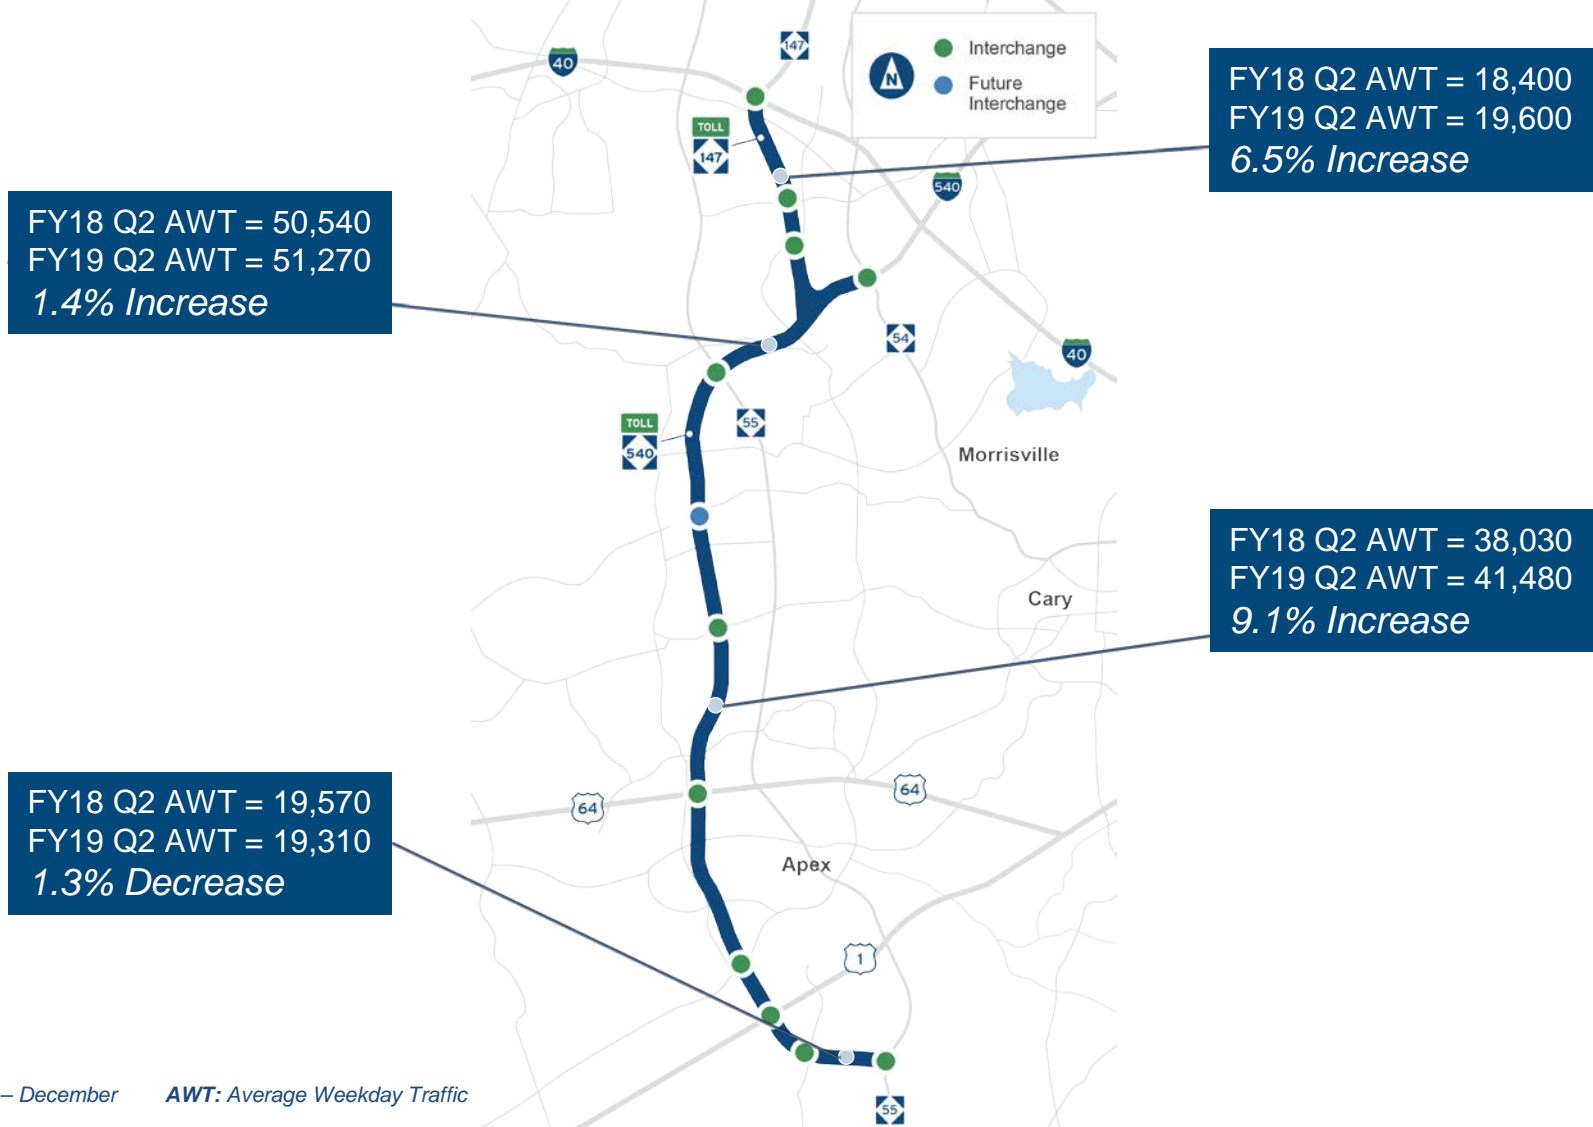 147
40
Interchange
N
Future
Interchange
FY18 Q2 AWT = 18,400
FY19 Q2 AWT = 19,600
6.5% Increase
TOLL
147
540
FY18 Q2 AWT = 50,540
FY19 Q2 AWT = 51,270
1.4% Increase
54
40
TOLL
540
55
Morrisville
FY18 Q2 AWT = 38,030
FY19 Q2 AWT = 41,480
9.1% Increase
Cary
64
64
FY18 Q2 AWT = 19,570
FY19 Q2 AWT = 19,310
1.3% Decrease
Apex
1
– December AWT: Average Weekday Traffic
55